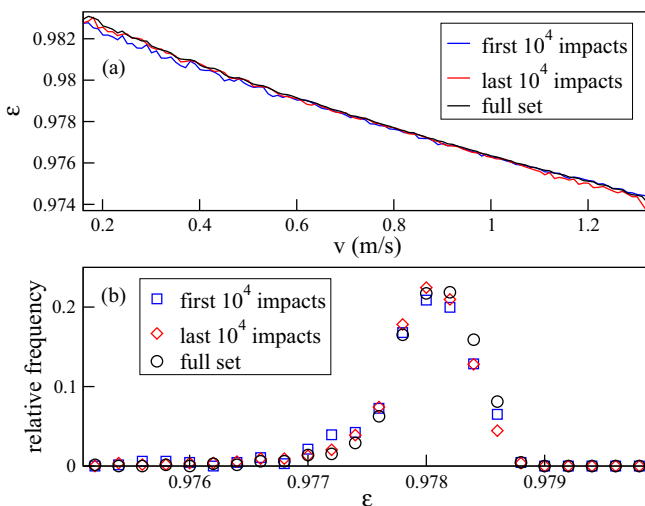 0.982
0.98
0.978
0.976
0.974
ε
(a)
first 10⁴ impacts
last 10⁴ impacts
full set
0.2 0.4 0.6 0.8 1 1.2
v (m/s)
(b)
first 10⁴ impacts
last 10⁴ impacts
full set
relative frequency
0.2
0.1
0
0.976 0.977 0.978 0.979
ε